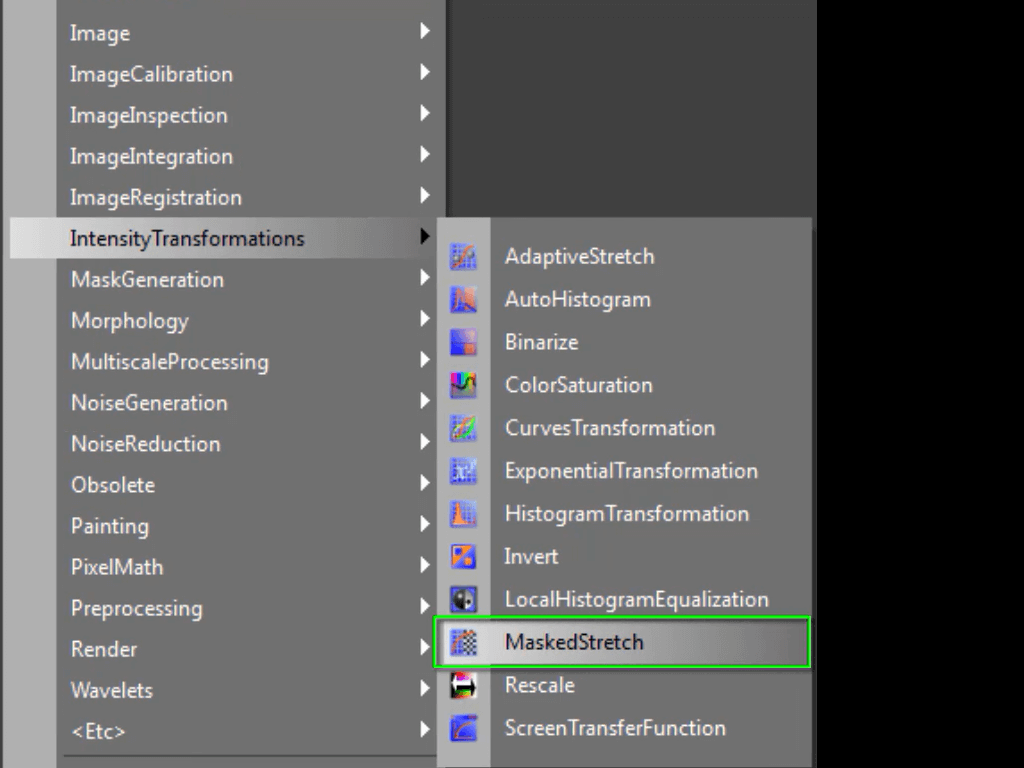 Image
ImageCalibration
ImageInspection
ImageIntegration
ImageRegistration
IntensityTransformations
MaskGeneration
Morphology
MultiscaleProcessing
NoiseGeneration
NoiseReduction
Obsolete
Painting
PixelMath
Preprocessing
Render
Wavelets
<Etc>
AdaptiveStretch
AutoHistogram
Binarize
ColorSaturation
CurvesTransformation
ExponentialTransformation
HistogramTransformation
Invert
LocalHistogramEqualization
MaskedStretch
Rescale
ScreenTransferFunction